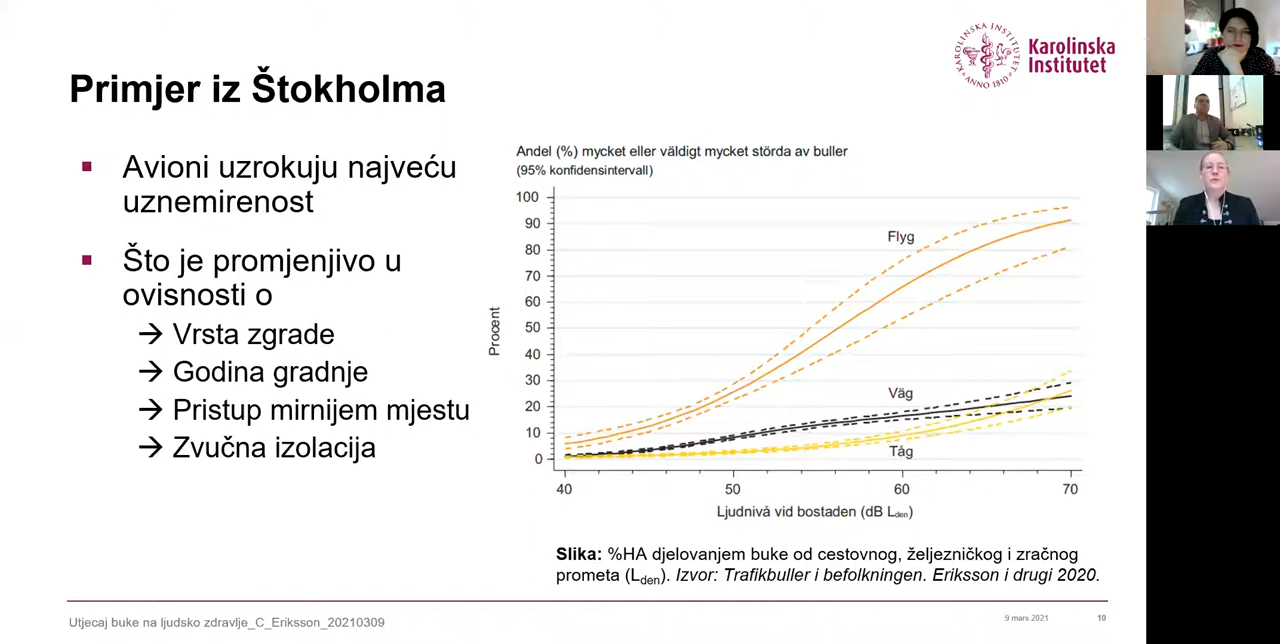 KAROLINSKA INSTITUTET
ANNO 1810
Karolinska
Institutet
Primjer iz Štokholma
Avioni uzrokuju najveću
uznemirenost
Što je promjenjivo u
ovisnosti o
→ Vrsta zgrade
→ Godina gradnje
→ Pristup mirnijem mjestu
→ Zvučna izolacija
Andel (%) mycket eller väldigt mycket störda av buller
(95% konfidensintervall)
Procent
100
90
80
70
60
50
40
30
20
10
0
Flyg
Väg
Tåg
40 50 60 70
Ljudnivå vid bostaden (dB Lden)
Slika: %HA djelovanjem buke od cestovnog, željezničkog i zračnog
prometa (Lden). Izvor: Trafikbuller i befolkningen. Eriksson i drugi 2020.
Utjecaj buke na ljudsko zdravlje_C_Eriksson_20210309
9 mars 2021
10